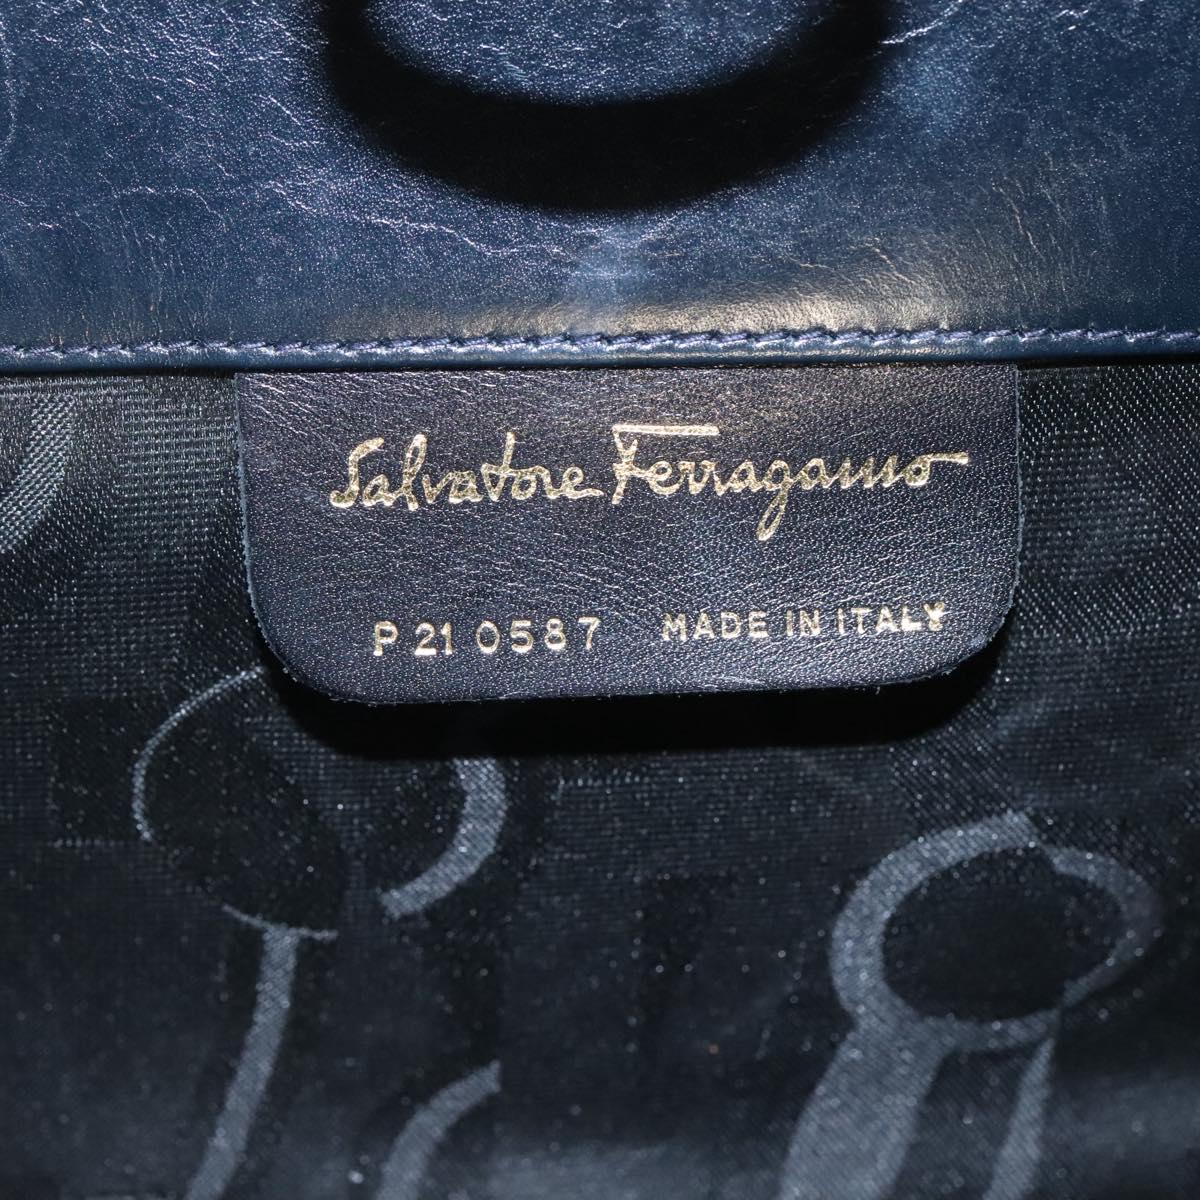 Salvatore Ferragamo
P 21 0587 MADE IN ITALY